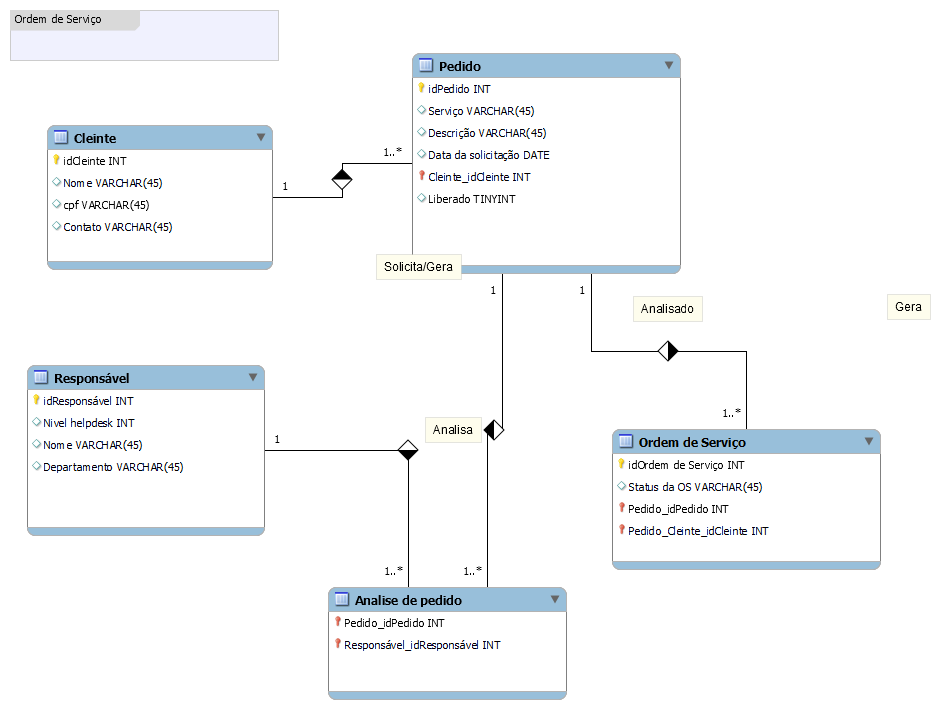 Ordem de Serviço
Pedido
idPedido INT
Serviço VARCHAR(45)
Descrição VARCHAR(45)
Data da solicitação DATE
Cleinte_idCleinte INT
Liberado TINYINT
Cleinte
idCleinte INT
Nome VARCHAR(45)
cpf VARCHAR(45)
Contato VARCHAR(45)
1
1..*
Solicita/Gera
1
1
Analisado
Gera
Responsável
idResponsável INT
Nivel helpdesk INT
Nome VARCHAR(45)
Departamento VARCHAR(45)
1
Analisa
1..*
Ordem de Serviço
idOrdem de Serviço INT
Status da OS VARCHAR(45)
Pedido_idPedido INT
Pedido_Cleinte_idCleinte INT
1..*
1..*
Analise de pedido
Pedido_idPedido INT
Responsável_idResponsável INT